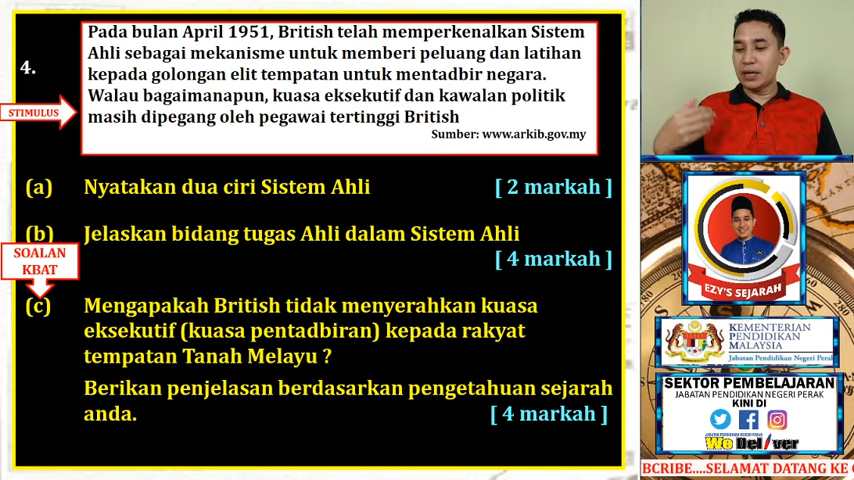 Pada bulan April 1951, British telah memperkenalkan Sistem
Ahli sebagai mekanisme untuk memberi peluang dan latihan
kepada golongan elit tempatan untuk mentadbir negara.
Walau bagaimanapun, kuasa eksekutif dan kawalan politik
masih dipegang oleh pegawai tertinggi British
Sumber: www.arkib.gov.my
4.
STIMULUS
(a) Nyatakan dua ciri Sistem Ahli [ 2 markah ]
(b) Jelaskan bidang tugas Ahli dalam Sistem Ahli
[ 4 markah ]
SOALAN
KBAT
(c) Mengapakah British tidak menyerahkan kuasa
eksekutif (kuasa pentadbiran) kepada rakyat
tempatan Tanah Melayu ?
Berikan penjelasan berdasarkan pengetahuan sejarah
anda. [ 4 markah ]
EZY'S SEJARAH
KEMENTERIAN
PENDIDIKAN
MALAYSIA
Jabatan Pendidikan Negeri Perak
SEKTOR PEMBELAJARAN
JABATAN PENDIDIKAN NEGERI PERAK
KINI DI
JABATAN PENDIDIKAN NEGERI PERAK
We Deliver
BCRIBE....SELAMAT DATANG KE